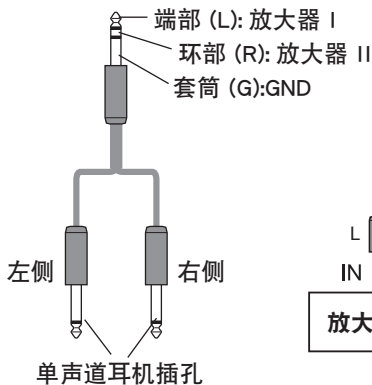 端部 (L): 放大器 I
环部 (R): 放大器 II
套筒 (G):GND
左侧
右侧
单声道耳机插孔
L
IN
放大